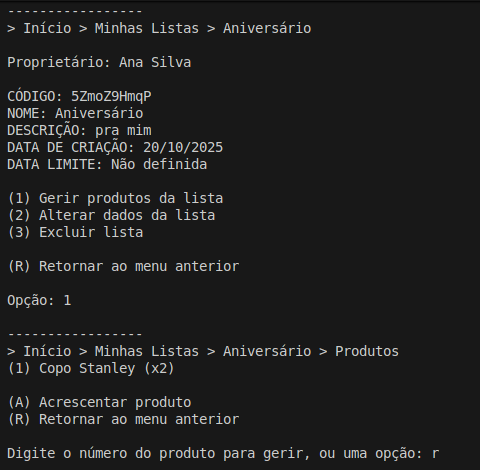 -----------------
> Início > Minhas Listas > Aniversário
Proprietário: Ana Silva
CÓDIGO: 5ZmoZ9HmqP
NOME: Aniversário
DESCRIÇÃO: pra mim
DATA DE CRIAÇÃO: 20/10/2025
DATA LIMITE: Não definida
(1) Gerir produtos da lista
(2) Alterar dados da lista
(3) Excluir lista
(R) Retornar ao menu anterior
Opção: 1
-----------------
> Início > Minhas Listas > Aniversário > Produtos
(1) Copo Stanley (x2)
(A) Acrescentar produto
(R) Retornar ao menu anterior
Digite o número do produto para gerir, ou uma opção: r